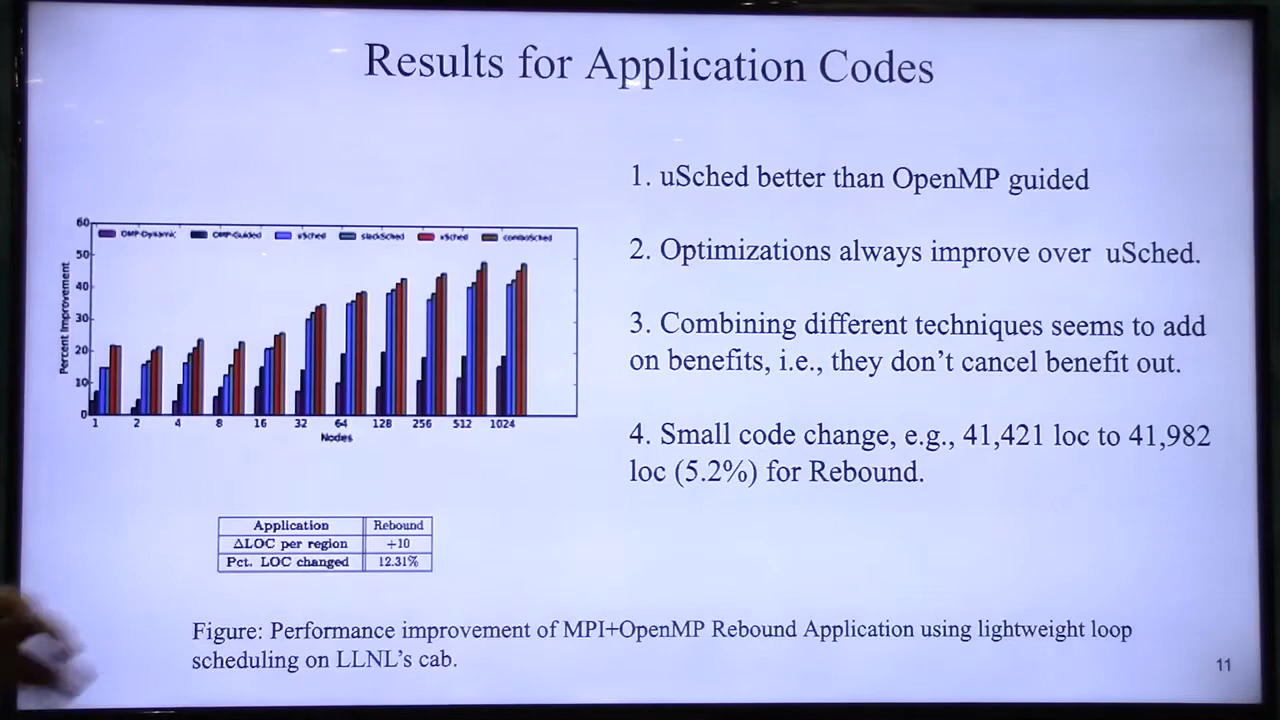 Results for Application Codes
1. uSched better than OpenMP guided
2. Optimizations always improve over uSched.
3. Combining different techniques seems to add
on benefits, i.e., they don't cancel benefit out.
4. Small code change, e.g., 41,421 loc to 41,982
loc (5.2%) for Rebound.
60
50
40
30
20
10
0
Percent Improvement
OMP-Dynamic OMP-Guided uSched slackSched vSched comboSched
1 2 4 8 16 32 64 128 256 512 1024
Nodes
Application Rebound
ΔLOC per region +10
Pct. LOC changed 12.31%
Figure: Performance improvement of MPI+OpenMP Rebound Application using lightweight loop
scheduling on LLNL's cab.
11